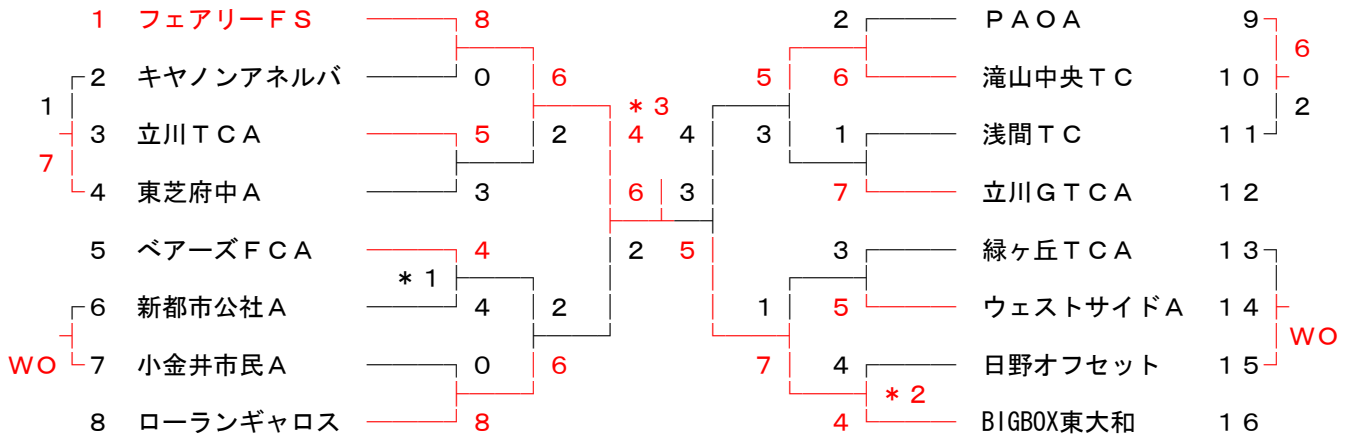 1 フェアリーＦＳ 8 2 ＰＡＯＡ 9
6
2 キヤノンアネルバ 0 6 5 6 滝山中央ＴＣ 10
1 ＊3 2
3 立川ＴＣＡ 5 2 4 4 3 1 浅間ＴＣ 11
7
4 東芝府中Ａ 3 6 3 7 立川ＧＴＣＡ 12
5 ベアーズＦＣＡ 4 2 5 3 緑ヶ丘ＴＣＡ 13
＊1
6 新都市公社Ａ 4 2 1 5 ウェストサイドＡ 14
ＷＯ
ＷＯ 7 小金井市民Ａ 0 6 7 4 日野オフセット 15
＊2
8 ローランギャロス 8 4 BIGBOX東大和 16